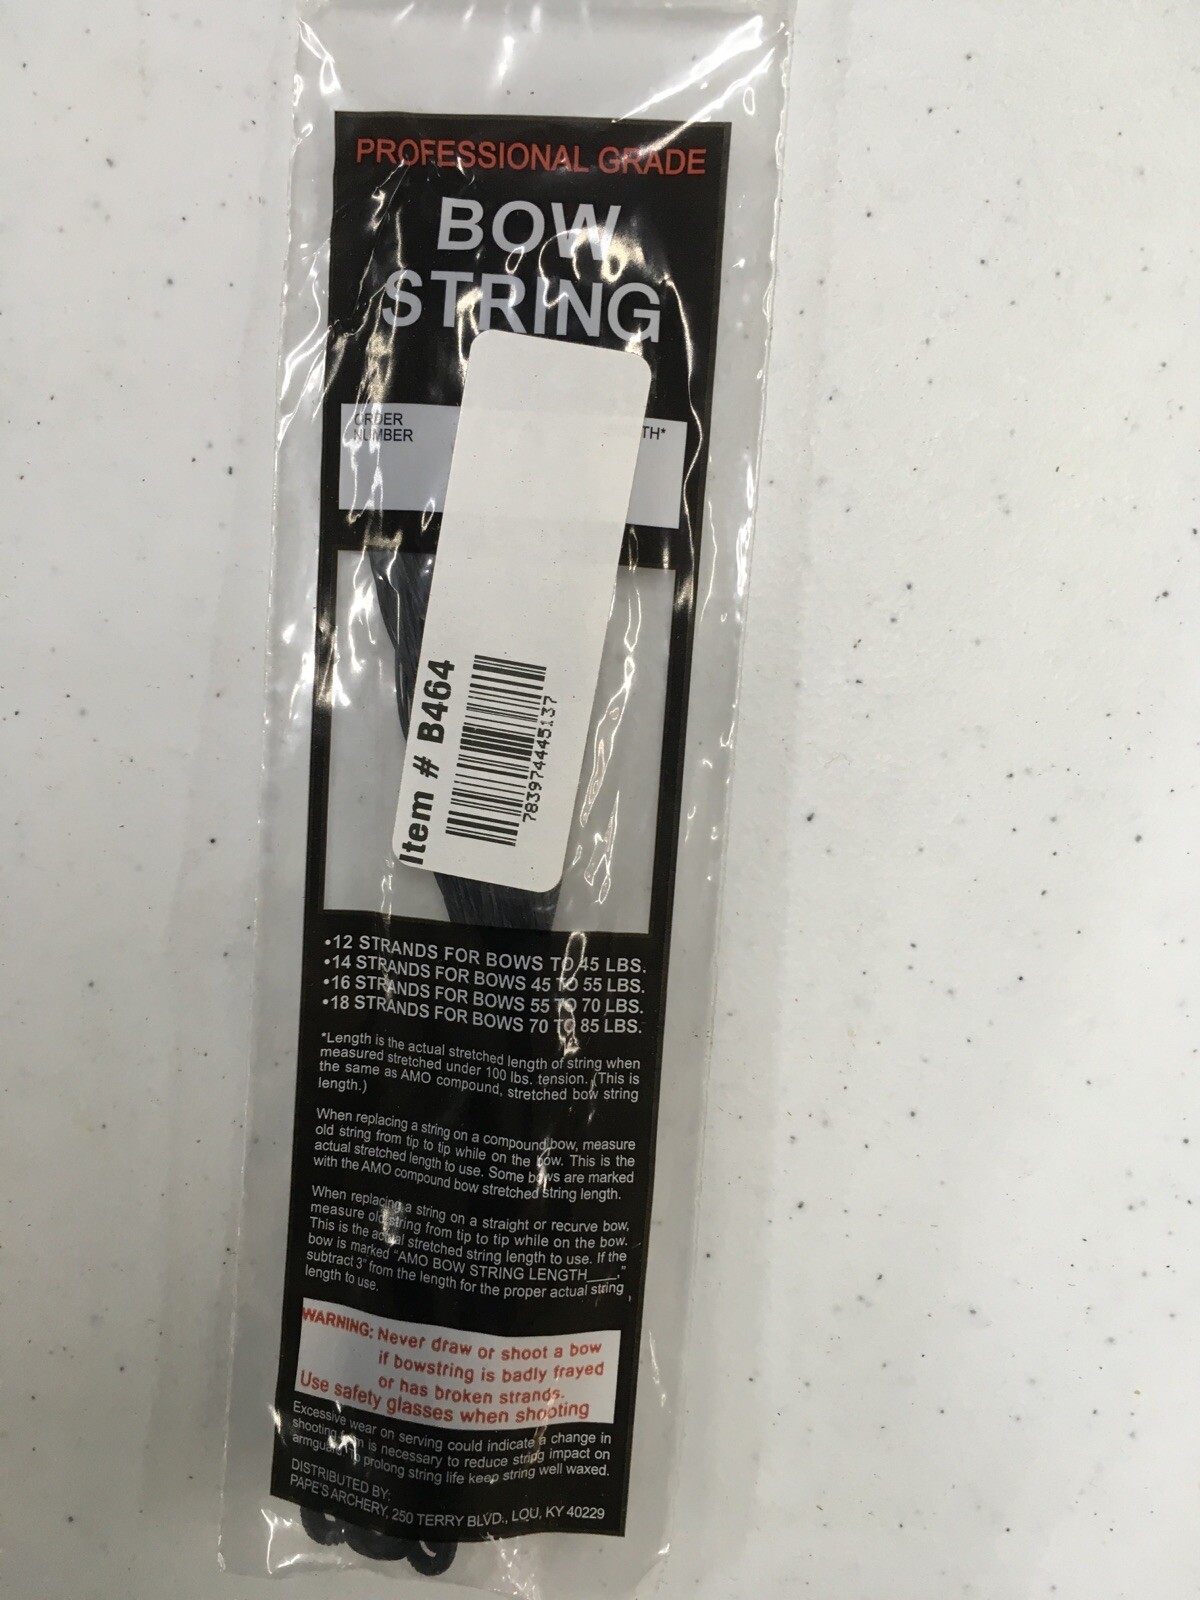 PROFESSIONAL GRADE
BOW
STRING
ORDER
NUMBER
TH*
Item # B464
783974445137
•12 STRANDS FOR BOWS TO 45 LBS.
•14 STRANDS FOR BOWS 45 TO 55 LBS.
•16 STRANDS FOR BOWS 55 TO 70 LBS.
•18 STRANDS FOR BOWS 70 TO 85 LBS.
*Length is the actual stretched length of string when
measured stretched under 100 lbs. tension. (This is
the same as AMO compound, stretched bow string
length.)
When replacing a string on a compound bow, measure
old string from tip to tip while on the bow. This is the
actual stretched length to use. Some bows are marked
with the AMO compound bow stretched string length.
When replacing a string on a straight or recurve bow,
measure old string from tip to tip while on the bow.
This is the actual stretched string length to use. If the
bow is marked "AMO BOW STRING LENGTH___,"
subtract 3" from the length for the proper actual string
length to use.
WARNING: Never draw or shoot a bow
if bowstring is badly frayed
or has broken strands.
Use safety glasses when shooting
Excessive wear on serving could indicate a change in
shooting is necessary to reduce string impact on
armguard prolong string life keep string well waxed.
DISTRIBUTED BY:
PAPE'S ARCHERY, 250 TERRY BLVD., LOU, KY 40229